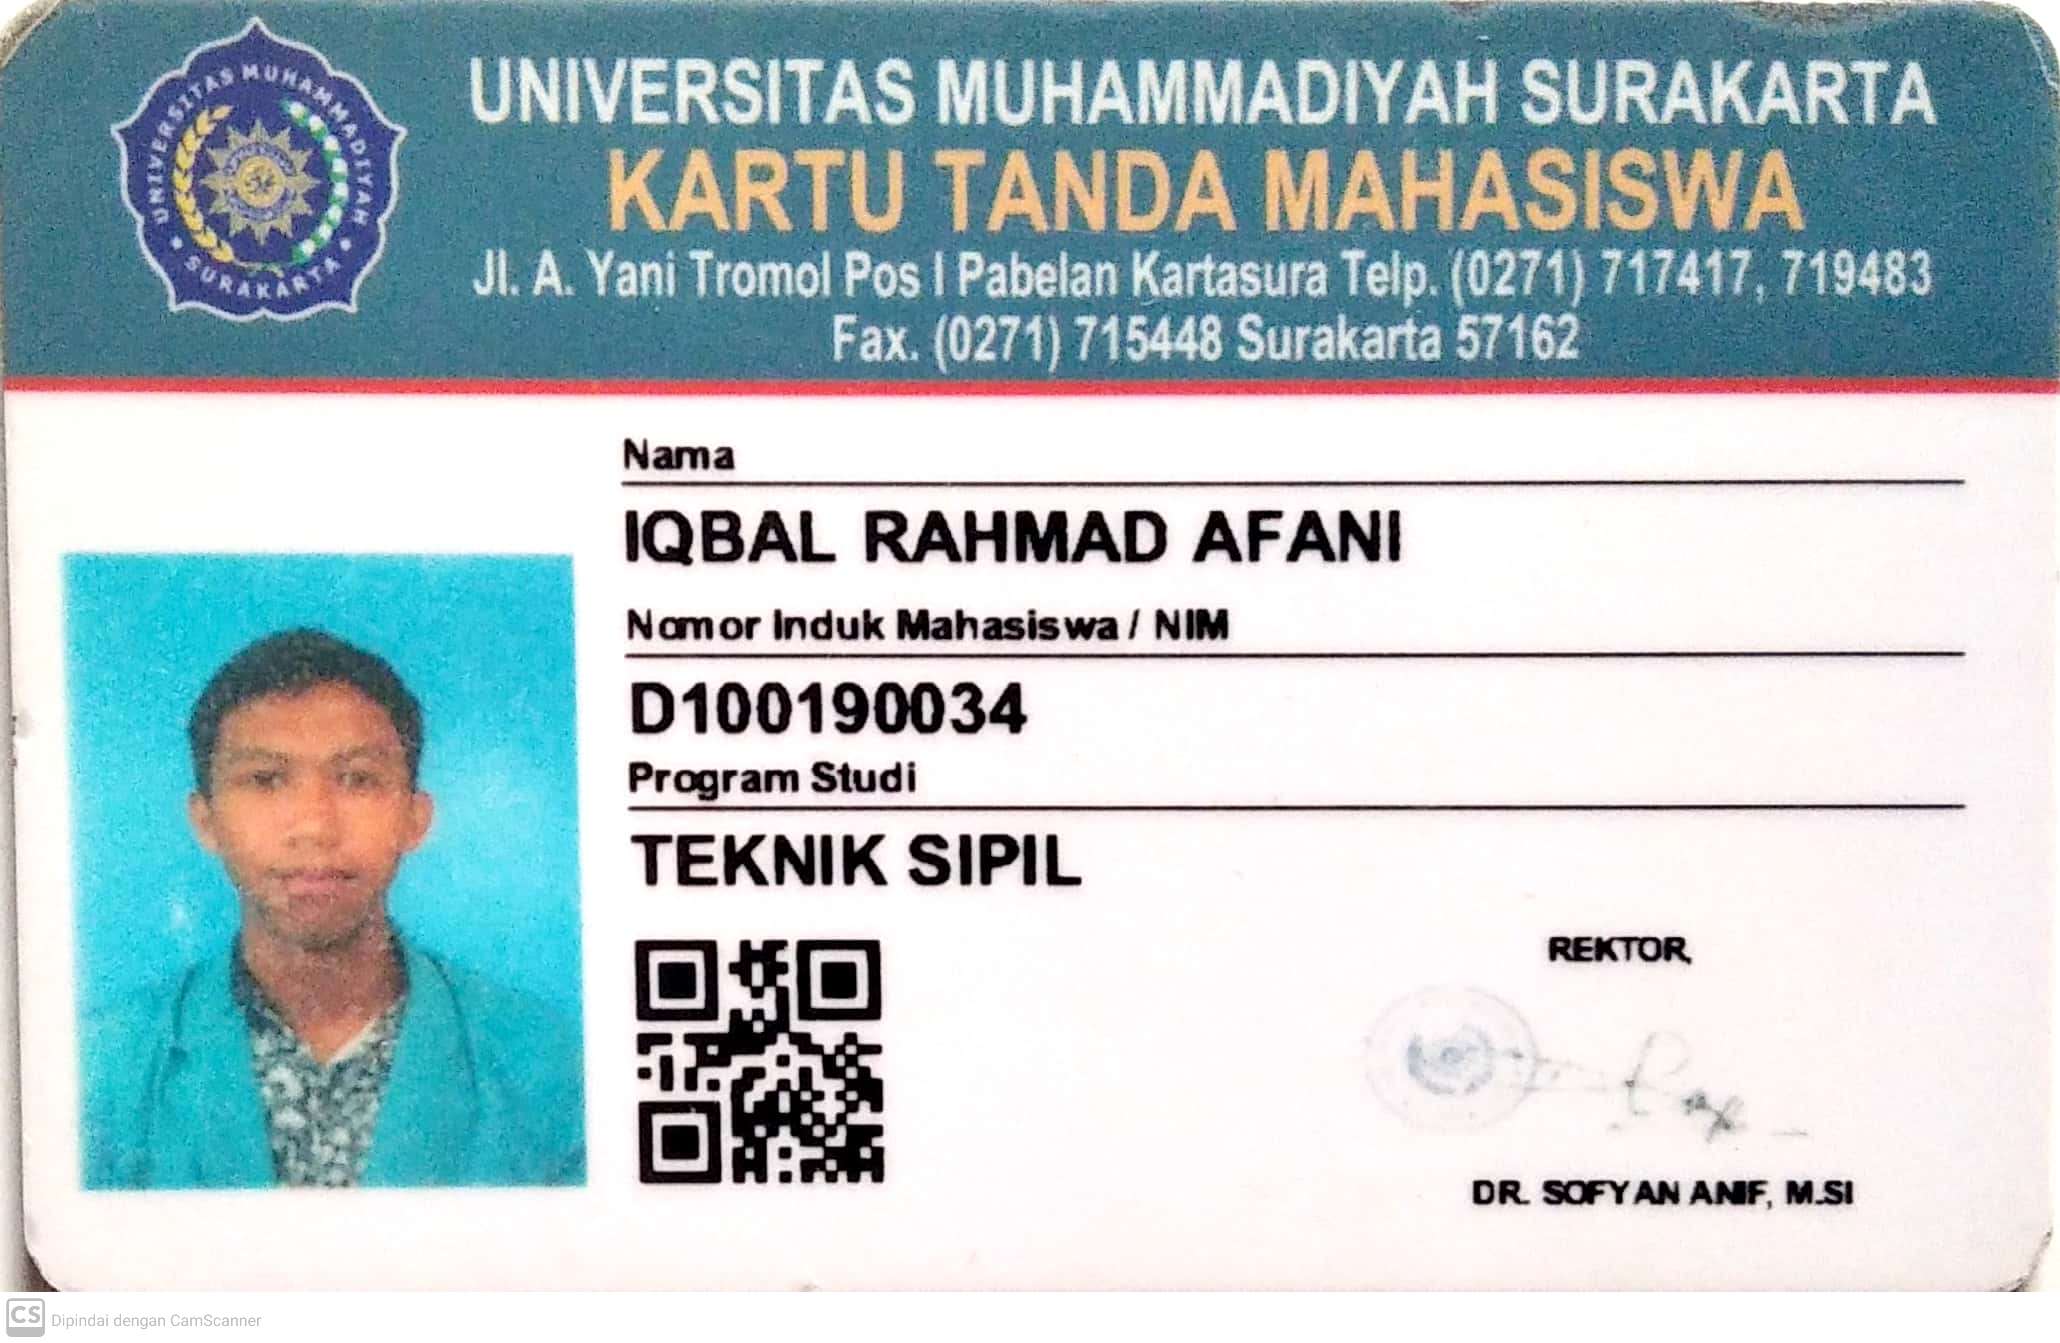 UNIVERSITAS MUHAMMADIYAH SURAKARTA
UNIVERSITAS MUHAMMADIYAH
SURAKARTA
KARTU TANDA MAHASISWA
Jl. A. Yani Tromol Pos I Pabelan Kartasura Telp. (0271) 717417, 719483
Fax. (0271) 715448 Surakarta 57162
Nama
IQBAL RAHMAD AFANI
Nomor Induk Mahasiswa / NIM
D100190034
Program Studi
TEKNIK SIPIL
REKTOR,
DR. SOFYAN ANIF, M.SI
CS Dipindai dengan CamScanner